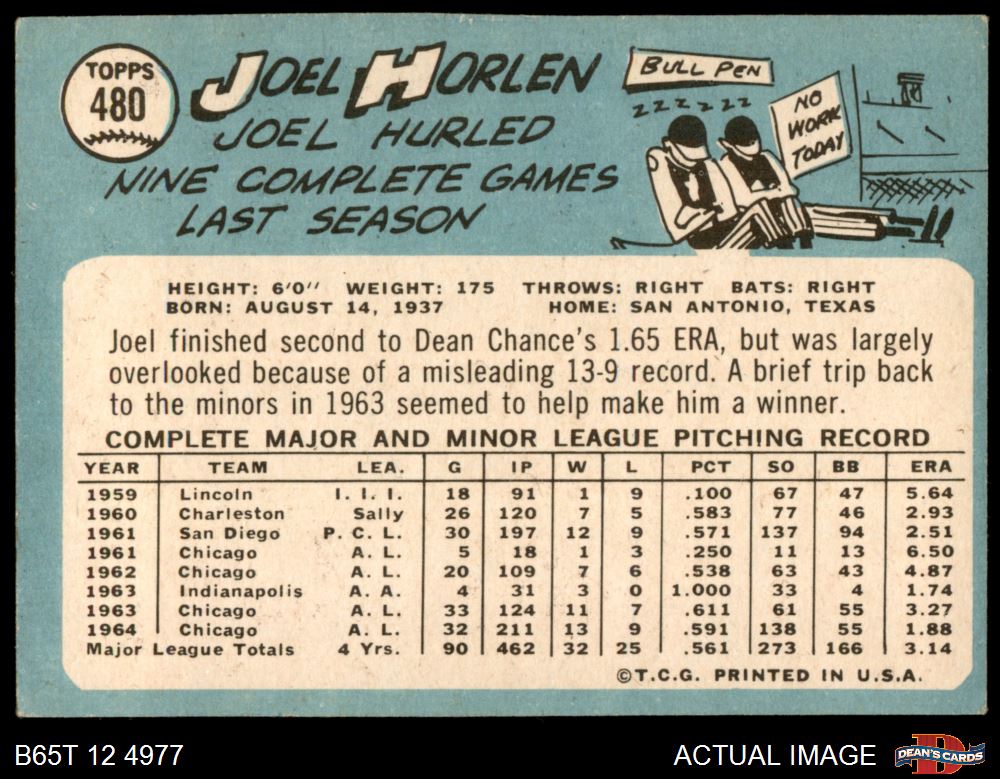 TOPPS
480
JOEL HORLEN
JOEL HURLED
NINE COMPLETE GAMES
LAST SEASON
BULL PEN
ZZZZZZ
NO
WORK
TODAY
HEIGHT: 6'0" WEIGHT: 175 THROWS: RIGHT BATS: RIGHT
BORN: AUGUST 14, 1937 HOME: SAN ANTONIO, TEXAS
Joel finished second to Dean Chance's 1.65 ERA, but was largely
overlooked because of a misleading 13-9 record. A brief trip back
to the minors in 1963 seemed to help make him a winner.
COMPLETE MAJOR AND MINOR LEAGUE PITCHING RECORD
YEAR TEAM LEA. G IP W L PCT SO BB ERA
1959 Lincoln I. I. I. 18 91 1 9 .100 67 47 5.64
1960 Charleston Sally 26 120 7 5 .583 77 46 2.93
1961 San Diego P. C. L. 30 197 12 9 .571 137 94 2.51
1961 Chicago A. L. 5 18 1 3 .250 11 13 6.50
1962 Chicago A. L. 20 109 7 6 .538 63 43 4.87
1963 Indianapolis A. A. 4 31 3 0 1.000 33 4 1.74
1963 Chicago A. L. 33 124 11 7 .611 61 55 3.27
1964 Chicago A. L. 32 211 13 9 .591 138 55 1.88
Major League Totals 4 Yrs. 90 462 32 25 .561 273 166 3.14
©T.C.G. PRINTED IN U.S.A.
B65T 12 4977
ACTUAL IMAGE
DEAN'S CARDS